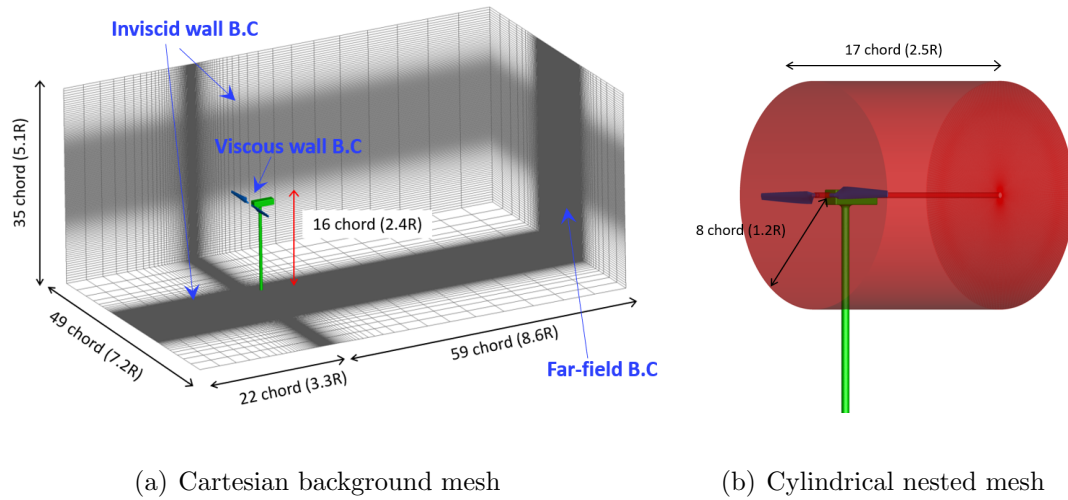 Inviscid wall B.C
Viscous wall B.C
35 chord (5.1R)
16 chord (2.4R)
49 chord (7.2R)
22 chord (3.3R)
59 chord (8.6R)
Far-field B.C
17 chord (2.5R)
8 chord (1.2R)
(a) Cartesian background mesh
(b) Cylindrical nested mesh